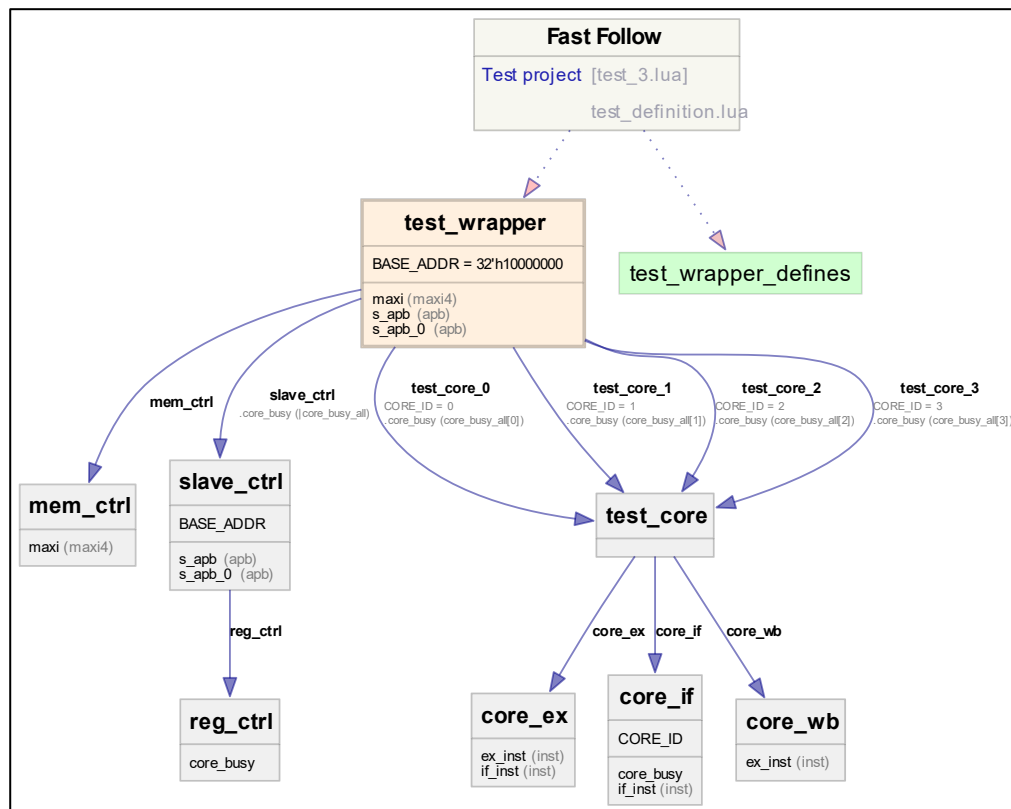 Fast Follow
Test project [test_3.lua]
test_definition.lua
test_wrapper
BASE_ADDR = 32'h10000000
maxi (maxi4)
s_apb (apb)
s_apb_0 (apb)
test_wrapper_defines
mem_ctrl
slave_ctrl
.core_busy (|core_busy_all)
test_core_0
CORE_ID = 0
.core_busy (core_busy_all[0])
test_core_1
CORE_ID = 1
.core_busy (core_busy_all[1])
test_core_2
CORE_ID = 2
.core_busy (core_busy_all[2])
test_core_3
CORE_ID = 3
.core_busy (core_busy_all[3])
mem_ctrl
maxi (maxi4)
slave_ctrl
BASE_ADDR
s_apb (apb)
s_apb_0 (apb)
test_core
reg_ctrl
core_ex
core_if
core_wb
reg_ctrl
core_busy
core_ex
ex_inst (inst)
if_inst (inst)
core_if
CORE_ID
core_busy
if_inst (inst)
core_wb
ex_inst (inst)